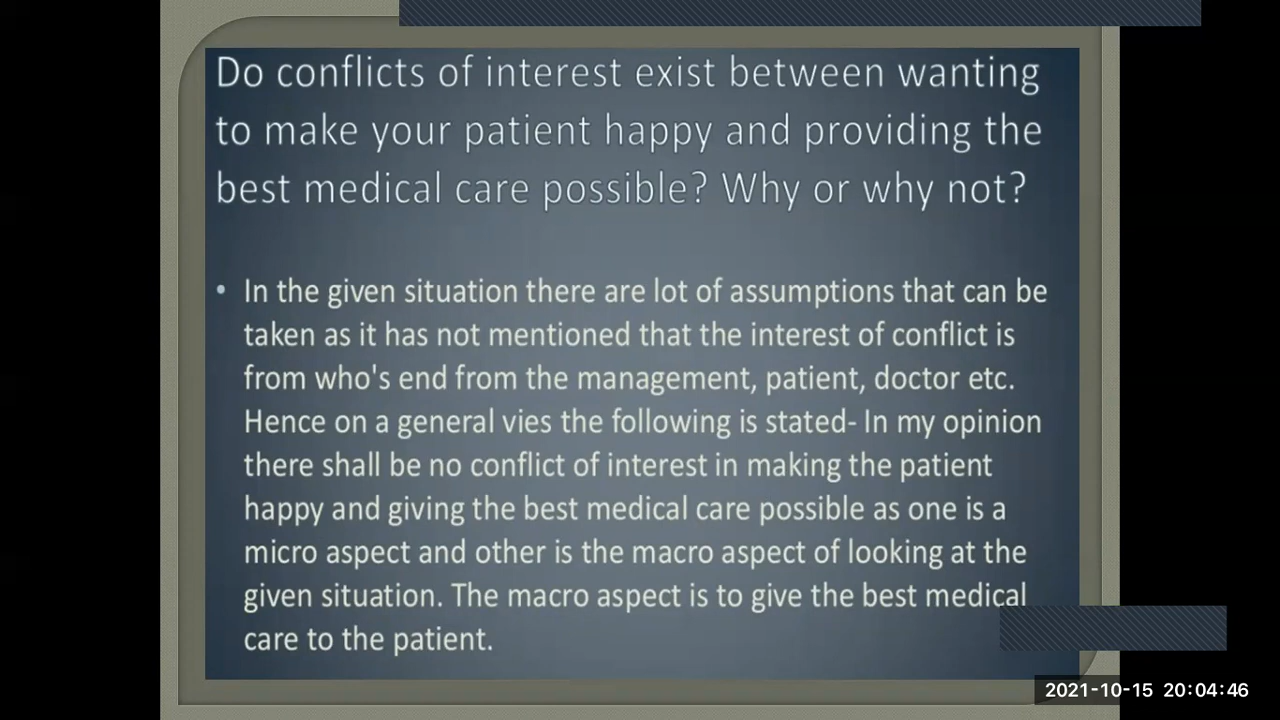 Do conflicts of interest exist between wanting
to make your patient happy and providing the
best medical care possible? Why or why not?
• In the given situation there are lot of assumptions that can be
taken as it has not mentioned that the interest of conflict is
from who's end from the management, patient, doctor etc.
Hence on a general vies the following is stated- In my opinion
there shall be no conflict of interest in making the patient
happy and giving the best medical care possible as one is a
micro aspect and other is the macro aspect of looking at the
given situation. The macro aspect is to give the best medical
care to the patient.
2021-10-15 20:04:46